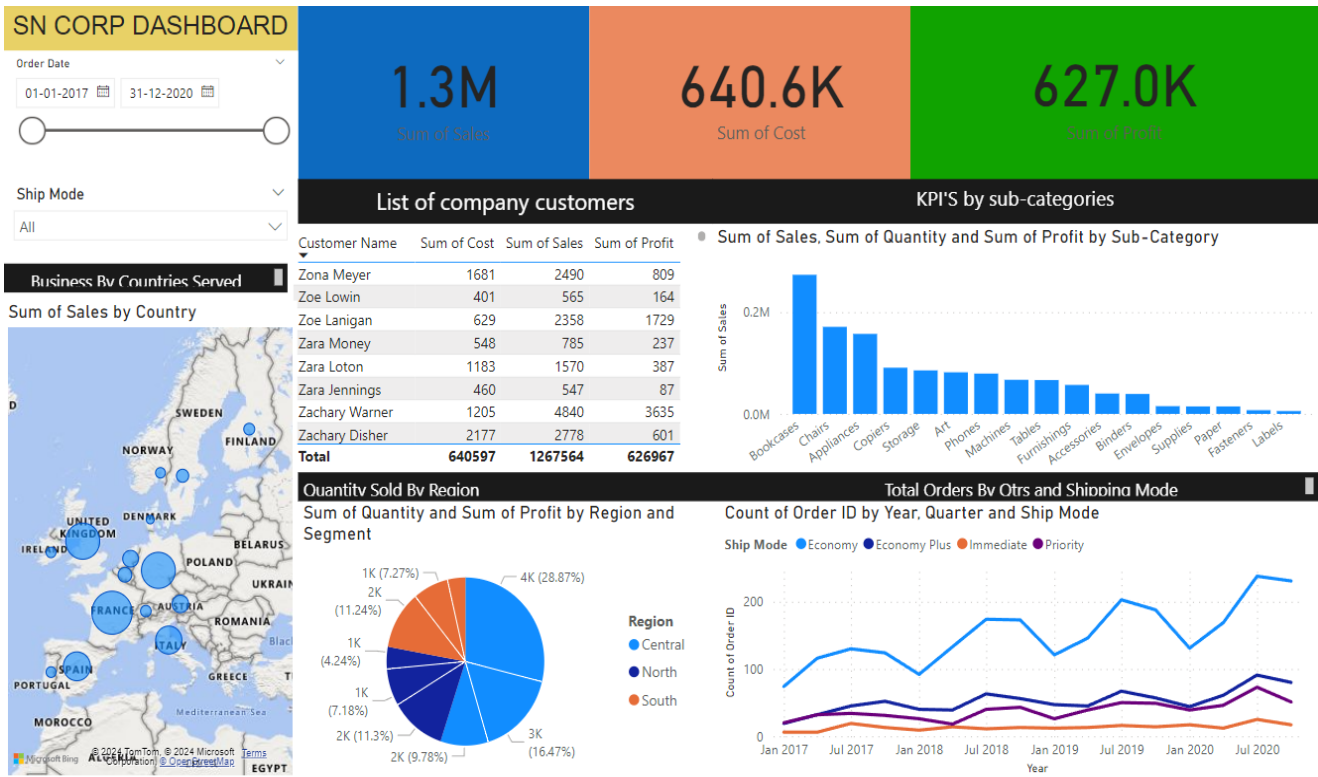 SN CORP DASHBOARD
Order Date
01-01-2017 31-12-2020
Ship Mode
All
Business By Countries Served
Sum of Sales by Country
D
SWEDEN
FINLAND
NORWAY
DENMARK
UNITED
KINGDOM
IRELAND
BELARUS
POLAND
UKRAIN
FRANCE
AUSTRIA
ROMANIA
ITALY
Blac
SPAIN
PORTUGAL
GREECE
T
Mediterranean Sea
MOROCCO
ALGERIA
EGYPT
Microsoft Bing
© 2024 TomTom, © 2024 Microsoft Terms
Corporation, © OpenStreetMap
1.3M
Sum of Sales
640.6K
Sum of Cost
627.0K
Sum of Profit
List of company customers
Customer Name Sum of Cost Sum of Sales Sum of Profit
Zona Meyer 1681 2490 809
Zoe Lowin 401 565 164
Zoe Lanigan 629 2358 1729
Zara Money 548 785 237
Zara Loton 1183 1570 387
Zara Jennings 460 547 87
Zachary Warner 1205 4840 3635
Zachary Disher 2177 2778 601
Total 640597 1267564 626967
KPI'S by sub-categories
Sum of Sales, Sum of Quantity and Sum of Profit by Sub-Category
Sum of Sales
0.2M
0.0M
Bookcases
Chairs
Appliances
Copiers
Storage
Art
Phones
Machines
Tables
Furnishings
Accessories
Binders
Envelopes
Supplies
Paper
Fasteners
Labels
Quantity Sold By Region
Sum of Quantity and Sum of Profit by Region and
Segment
4K (28.87%)
3K
(16.47%)
2K (9.78%)
2K (11.3%)
1K
(7.18%)
1K
(4.24%)
2K
(11.24%)
1K (7.27%)
Region
Central
North
South
Total Orders By Qtrs and Shipping Mode
Count of Order ID by Year, Quarter and Ship Mode
Ship Mode Economy Economy Plus Immediate Priority
Count of Order ID
200
100
0
Jan 2017 Jul 2017 Jan 2018 Jul 2018 Jan 2019 Jul 2019 Jan 2020 Jul 2020
Year